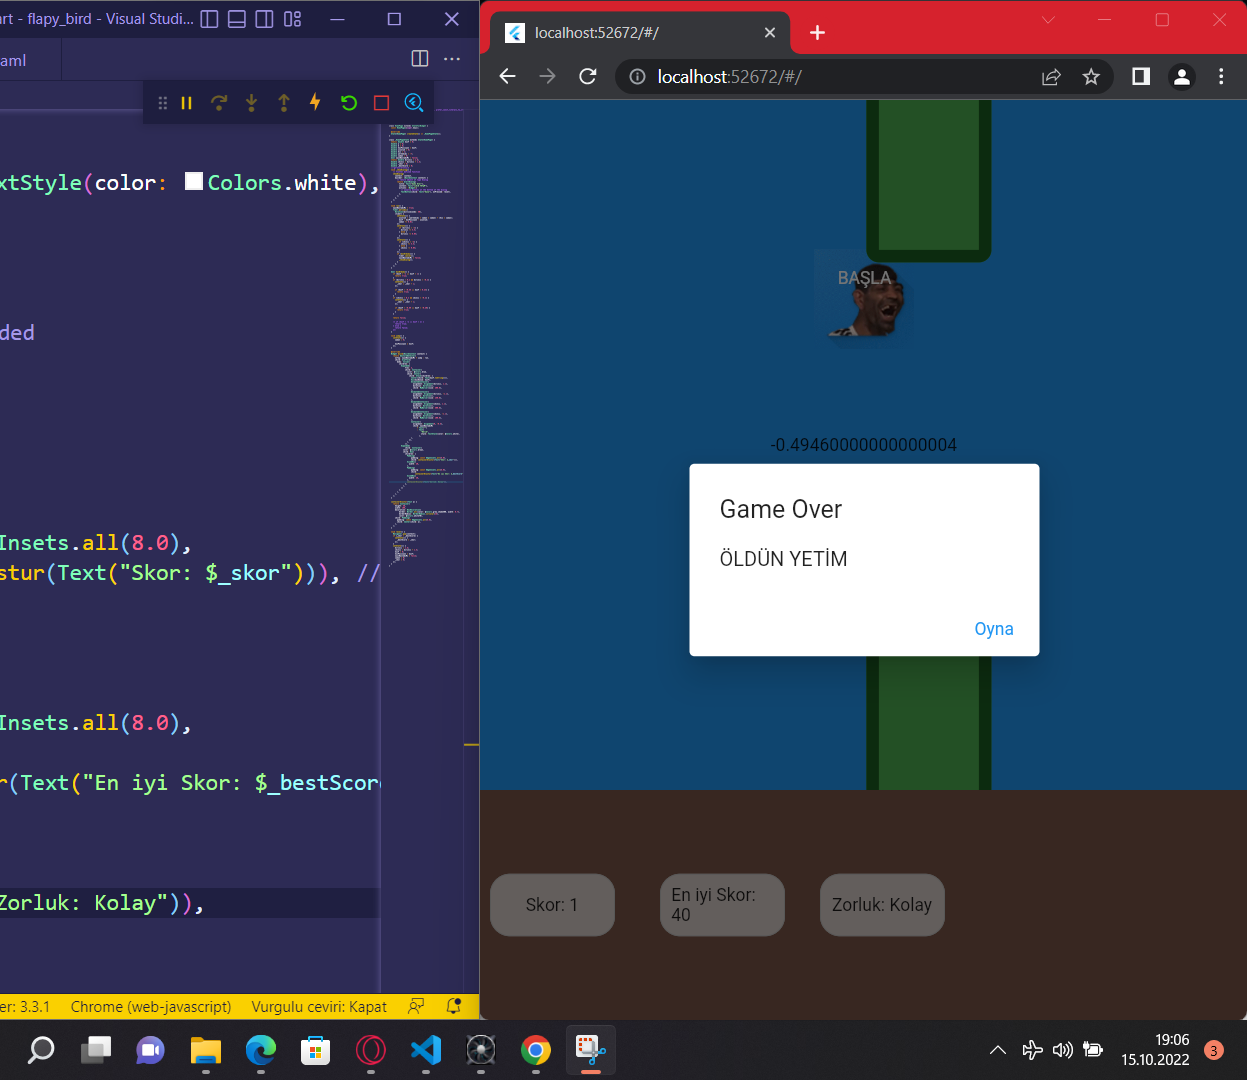 art - flapy_bird - Visual Studi...
aml
xtStyle(color: Colors.white),
ded
Insets.all(8.0),
stur(Text("Skor: $_skor"))), //
Insets.all(8.0),
r(Text("En iyi Skor: $_bestScore
Zorluk: Kolay")),
er: 3.3.1
Chrome (web-javascript)
Vurgulu ceviri: Kapat
localhost:52672/#/
localhost:52672/#/
BAŞLA
-0.49460000000000004
Game Over
ÖLDÜN YETİM
Oyna
Skor: 1
En iyi Skor:
40
Zorluk: Kolay
19:06
15.10.2022
3